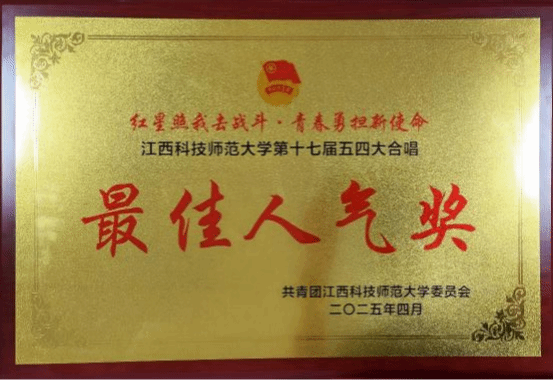 红星照我去战斗·青春勇担新使命
江西科技师范大学第十七届五四大合唱
最佳人气奖
共青团江西科技师范大学委员会
二〇二五年四月